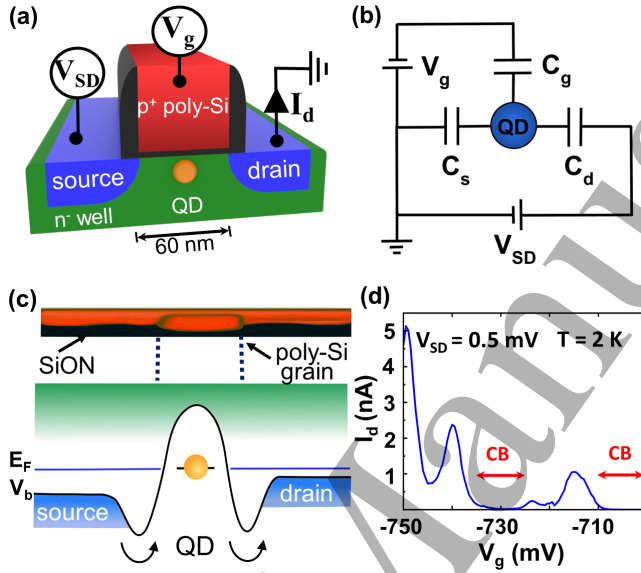 (a)
V_SD
V_g
I_d
p⁺ poly-Si
source
drain
n⁻ well
QD
60 nm
(b)
V_g
C_g
QD
C_s
C_d
V_SD
(c)
SiON
poly-Si
grain
E_F
V_b
source
drain
QD
(d)
V_SD = 0.5 mV T = 2 K
I_d (nA)
5
4
3
2
1
CB
CB
-750
-730
-710
V_g (mV)